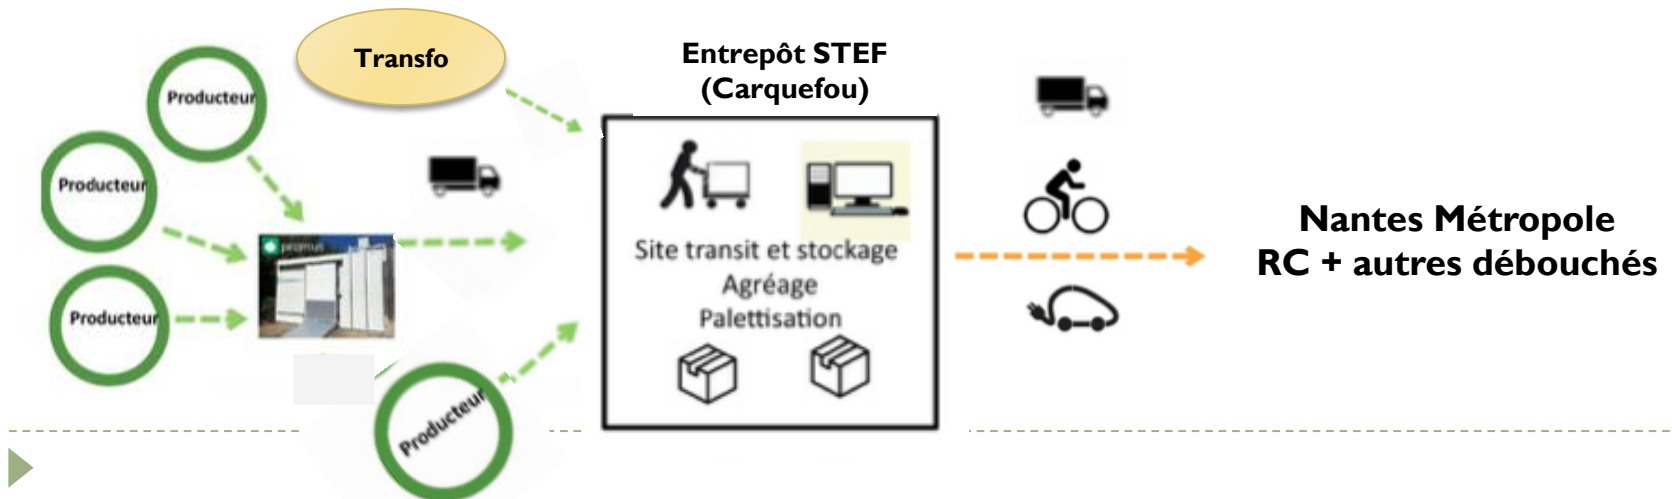 Transfo
Entrepôt STEF
(Carquefou)
Producteur
Producteur
Producteur
Producteur
promus
Site transit et stockage
Agréage
Palettisation
Nantes Métropole
RC + autres débouchés